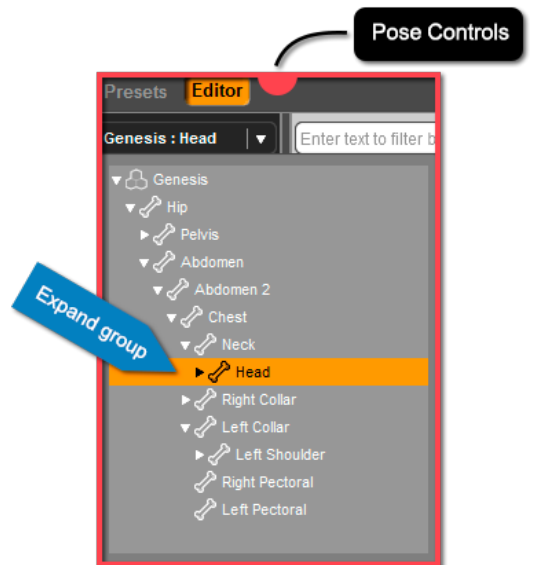 Pose Controls
Presets Editor
Genesis : Head Enter text to filter b
Genesis
Hip
Pelvis
Abdomen
Abdomen 2
Chest
Expand group
Neck
Head
Right Collar
Left Collar
Left Shoulder
Right Pectoral
Left Pectoral